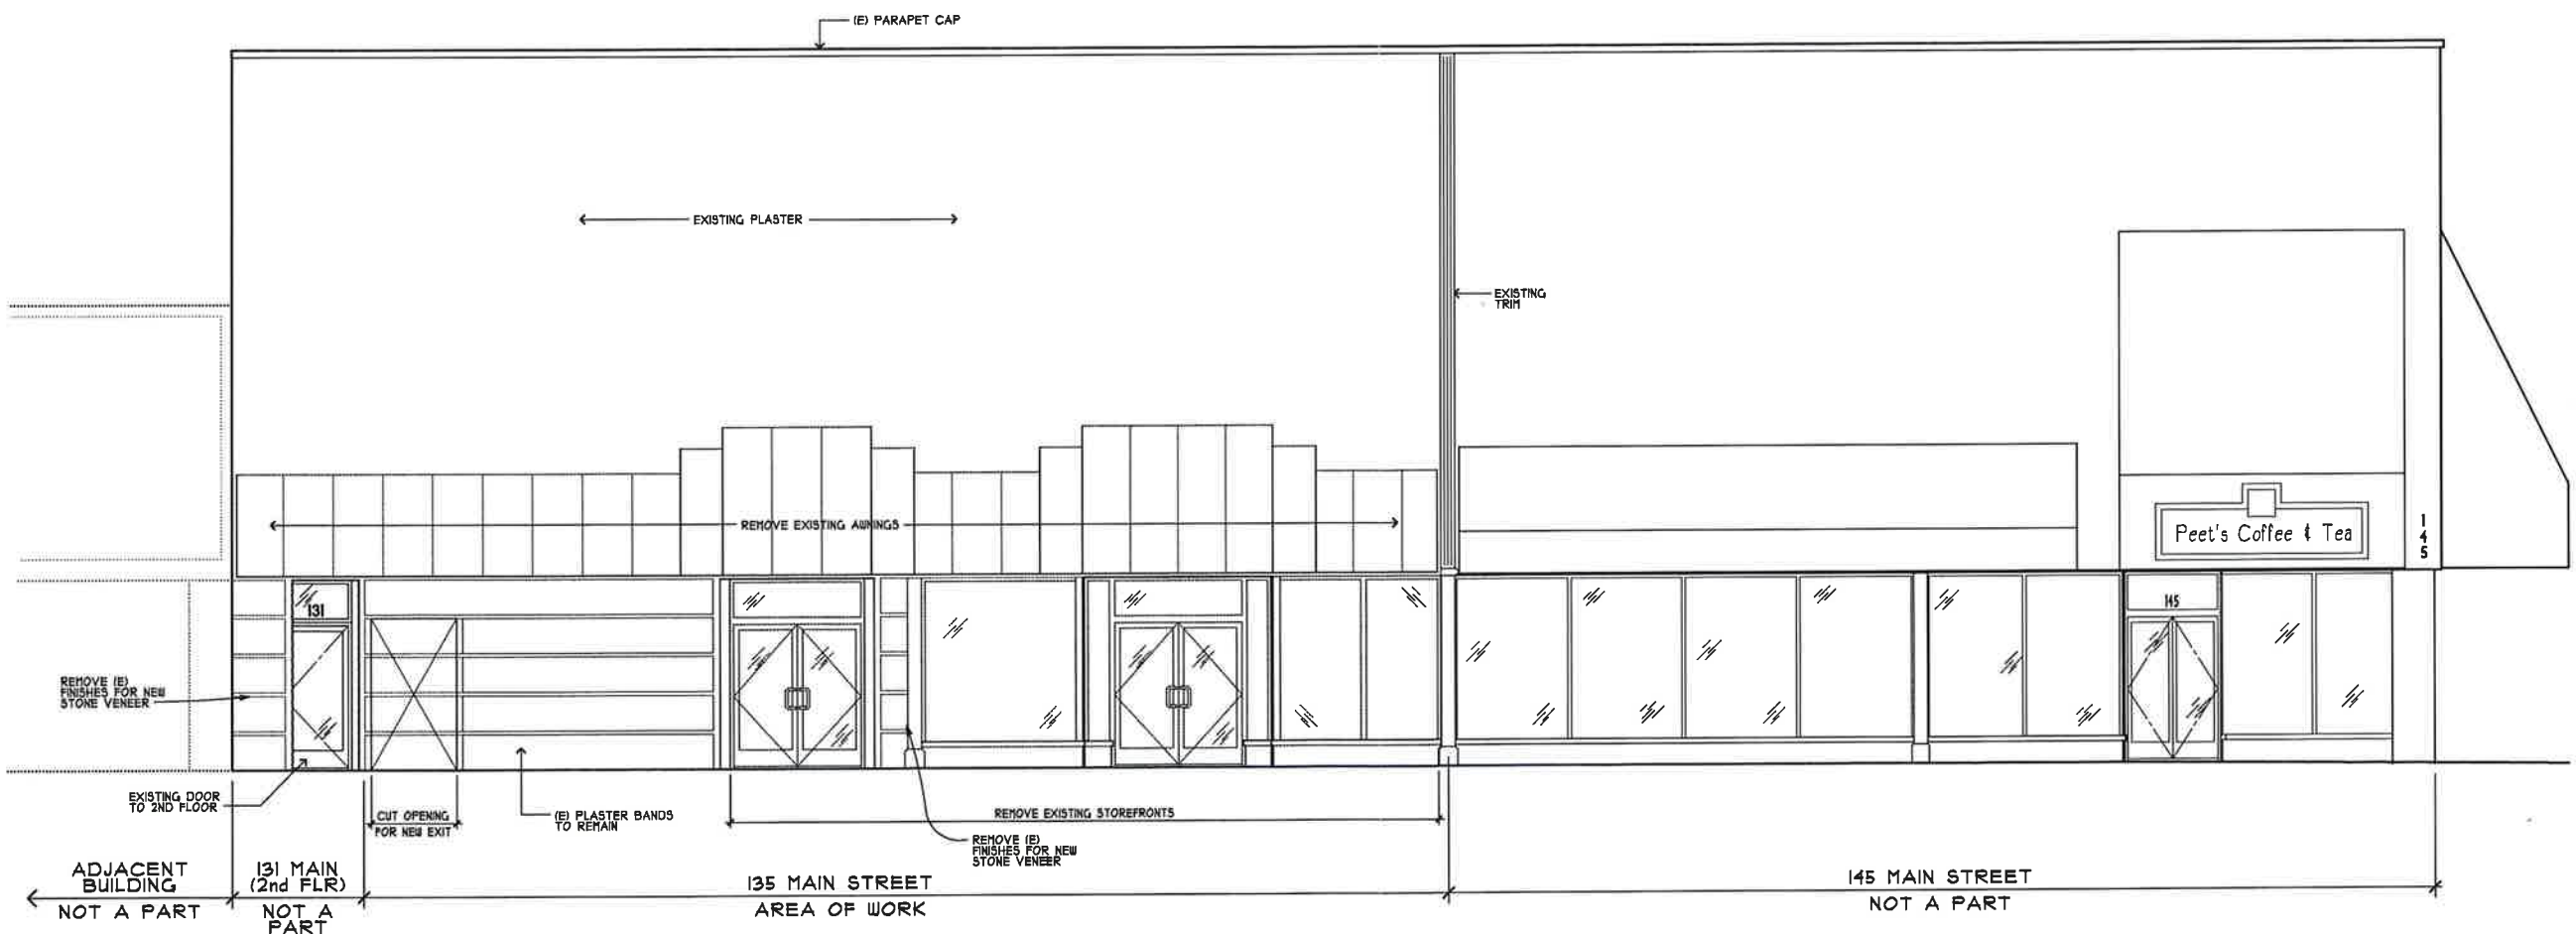 (E) PARAPET CAP
EXISTING PLASTER
EXISTING
TRIM
REMOVE EXISTING AWNINGS
Peet's Coffee & Tea
1
4
5
131
145
REMOVE (E)
FINISHES FOR NEW
STONE VENEER
EXISTING DOOR
TO 2ND FLOOR
CUT OPENING
FOR NEW EXIT
(E) PLASTER BANDS
TO REMAIN
REMOVE EXISTING STOREFRONTS
REMOVE (E)
FINISHES FOR NEW
STONE VENEER
ADJACENT
BUILDING
NOT A PART
131 MAIN
(2nd FLR)
NOT A
PART
135 MAIN STREET
AREA OF WORK
145 MAIN STREET
NOT A PART